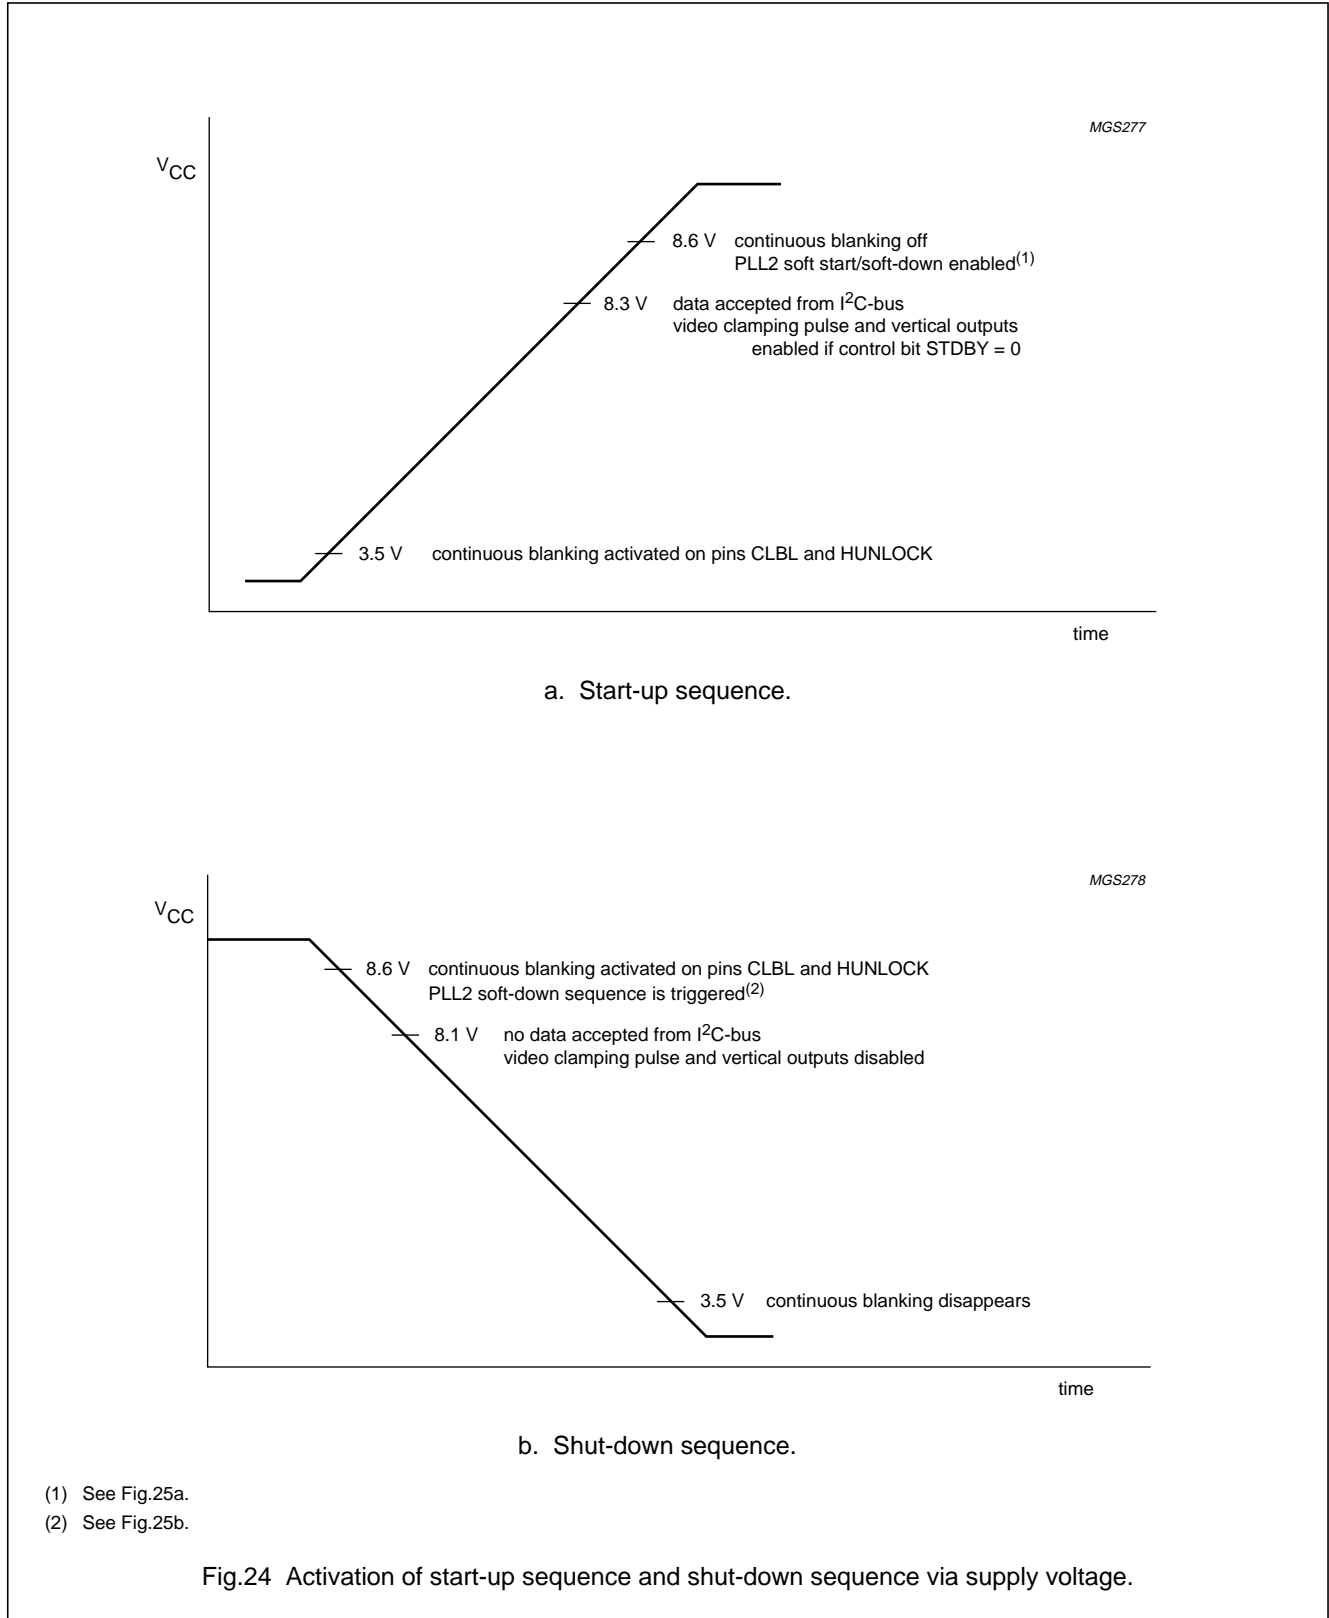 MGS277
VCC
8.6 V continuous blanking off
PLL2 soft start/soft-down enabled(1)
8.3 V data accepted from I2C-bus
video clamping pulse and vertical outputs
enabled if control bit STDBY = 0
3.5 V continuous blanking activated on pins CLBL and HUNLOCK
time
a. Start-up sequence.
MGS278
VCC
8.6 V continuous blanking activated on pins CLBL and HUNLOCK
PLL2 soft-down sequence is triggered(2)
8.1 V no data accepted from I2C-bus
video clamping pulse and vertical outputs disabled
3.5 V continuous blanking disappears
time
b. Shut-down sequence.
(1) See Fig.25a.
(2) See Fig.25b.
Fig.24 Activation of start-up sequence and shut-down sequence via supply voltage.